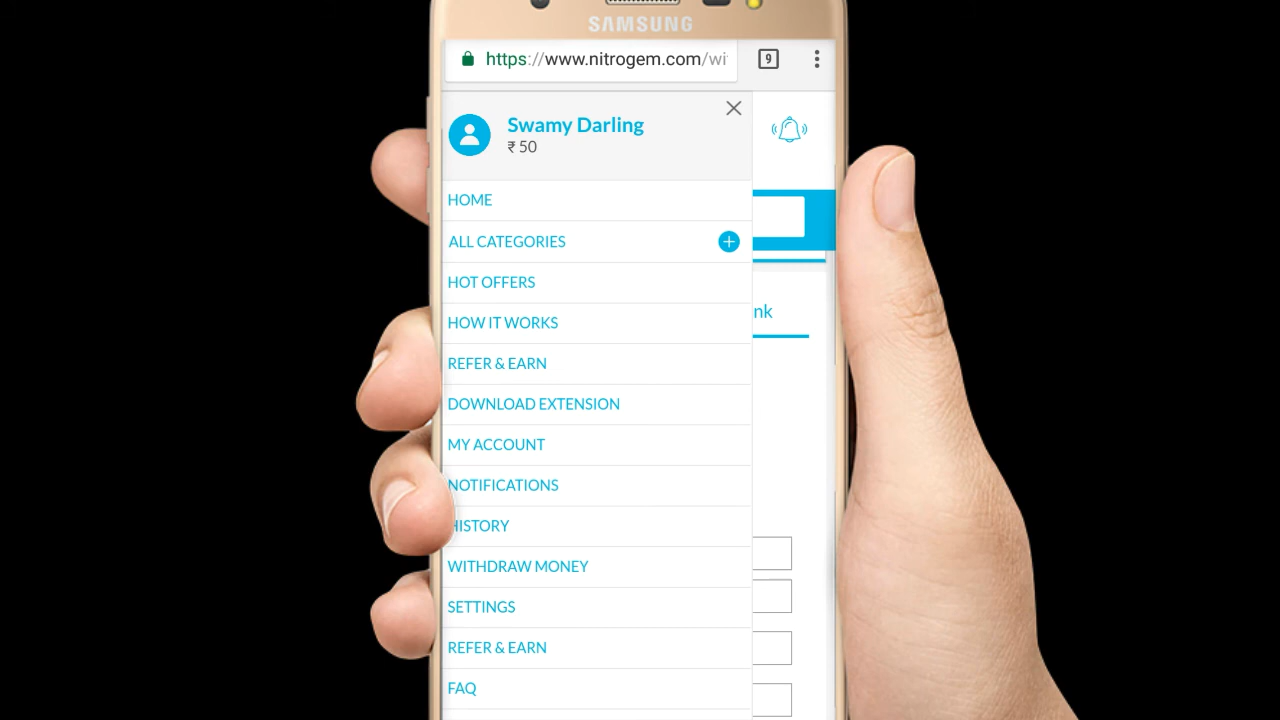 SAMSUNG
https://www.nitrogem.com/wi
9
Swamy Darling
₹ 50
HOME
ALL CATEGORIES
HOT OFFERS
HOW IT WORKS
nk
REFER & EARN
DOWNLOAD EXTENSION
MY ACCOUNT
NOTIFICATIONS
HISTORY
WITHDRAW MONEY
SETTINGS
REFER & EARN
FAQ